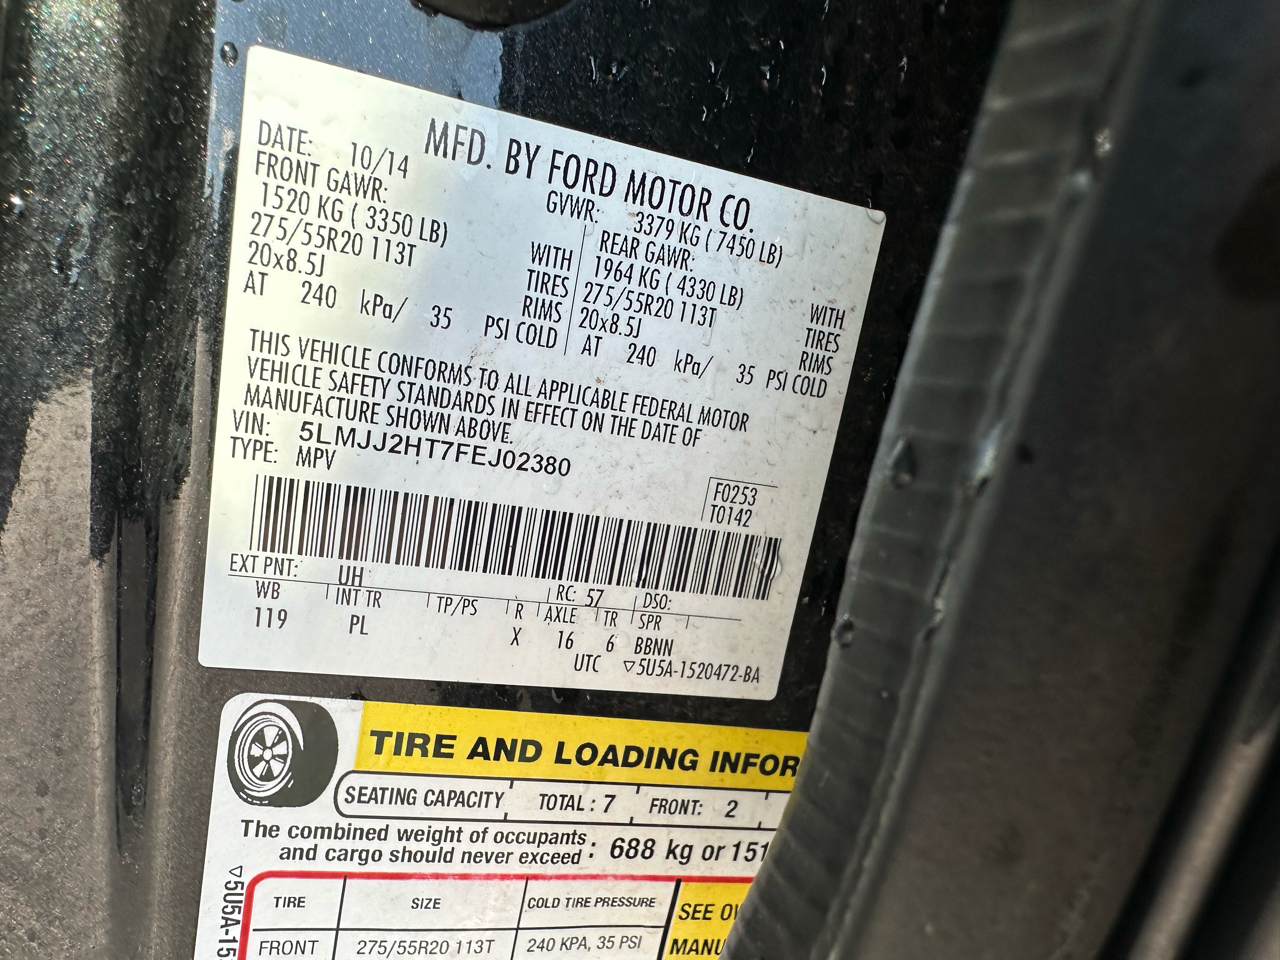 MFD. BY FORD MOTOR CO.
DATE: 10/14 GVWR: 3379 KG ( 7450 LB)
FRONT GAWR: REAR GAWR:
1520 KG ( 3350 LB) WITH 1964 KG ( 4330 LB) WITH
275/55R20 113T TIRES 275/55R20 113T TIRES
20x8.5J RIMS 20x8.5J RIMS
AT 240 kPa/ 35 PSI COLD AT 240 kPa/ 35 PSI COLD
THIS VEHICLE CONFORMS TO ALL APPLICABLE FEDERAL MOTOR
VEHICLE SAFETY STANDARDS IN EFFECT ON THE DATE OF
MANUFACTURE SHOWN ABOVE.
VIN: 5LMJJ2HT7FEJ02380
TYPE: MPV
F0253
T0142
EXT PNT: UH RC: 57 DSO:
WB INT TR TP/PS R AXLE TR SPR
119 PL X 16 6 BBNN
UTC ▽5U5A-1520472-BA
TIRE AND LOADING INFOR
SEATING CAPACITY TOTAL : 7 FRONT: 2
The combined weight of occupants
and cargo should never exceed : 688 kg or 151
TIRE SIZE COLD TIRE PRESSURE SEE
FRONT 275/55R20 113T 240 KPA, 35 PSI MANU
▽5U5A-15